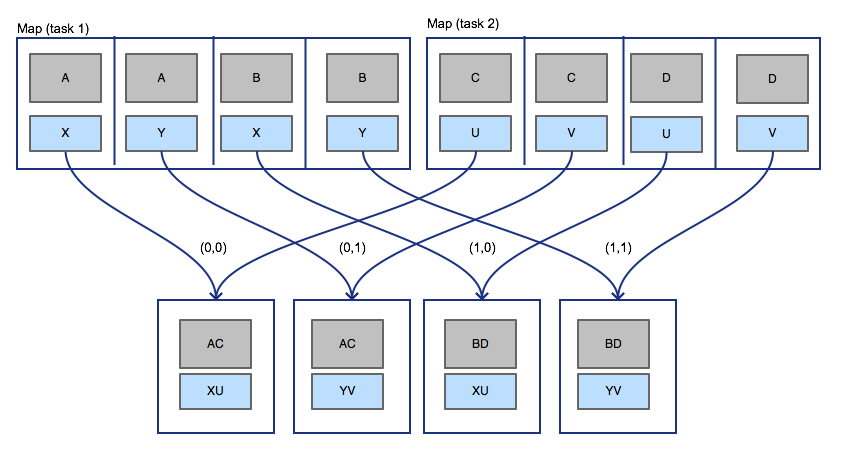 Map (task 1)
Map (task 2)
A
A
B
B
C
C
D
D
X
Y
X
Y
U
V
U
V
(0,0)
(0,1)
(1,0)
(1,1)
AC
AC
BD
BD
XU
YV
XU
YV